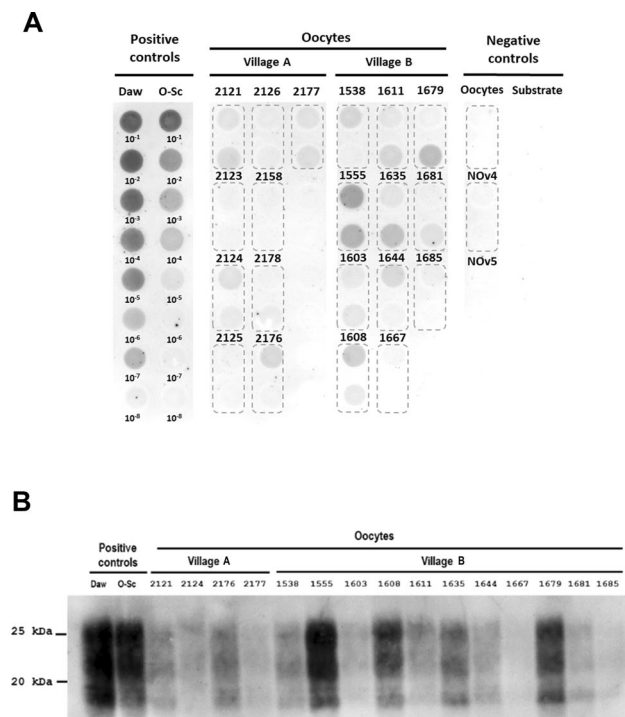 A
Positive controls
Oocytes
Negative controls
Village A
Village B
Daw O-Sc 2121 2126 2177 1538 1611 1679 Oocytes Substrate
10-1 10-1
10-2 10-2
2123 2158 1555 1635 1681 NOv4
10-3 10-3
10-4 10-4
2124 2178 1603 1644 1685 NOv5
10-5 10-5
10-6 10-6
2125 2176 1608 1667
10-7 10-7
10-8 10-8
B
Oocytes
Positive controls
Village A
Village B
Daw O-Sc 2121 2124 2176 2177 1538 1555 1603 1608 1611 1635 1644 1667 1679 1681 1685
25 kDa
20 kDa